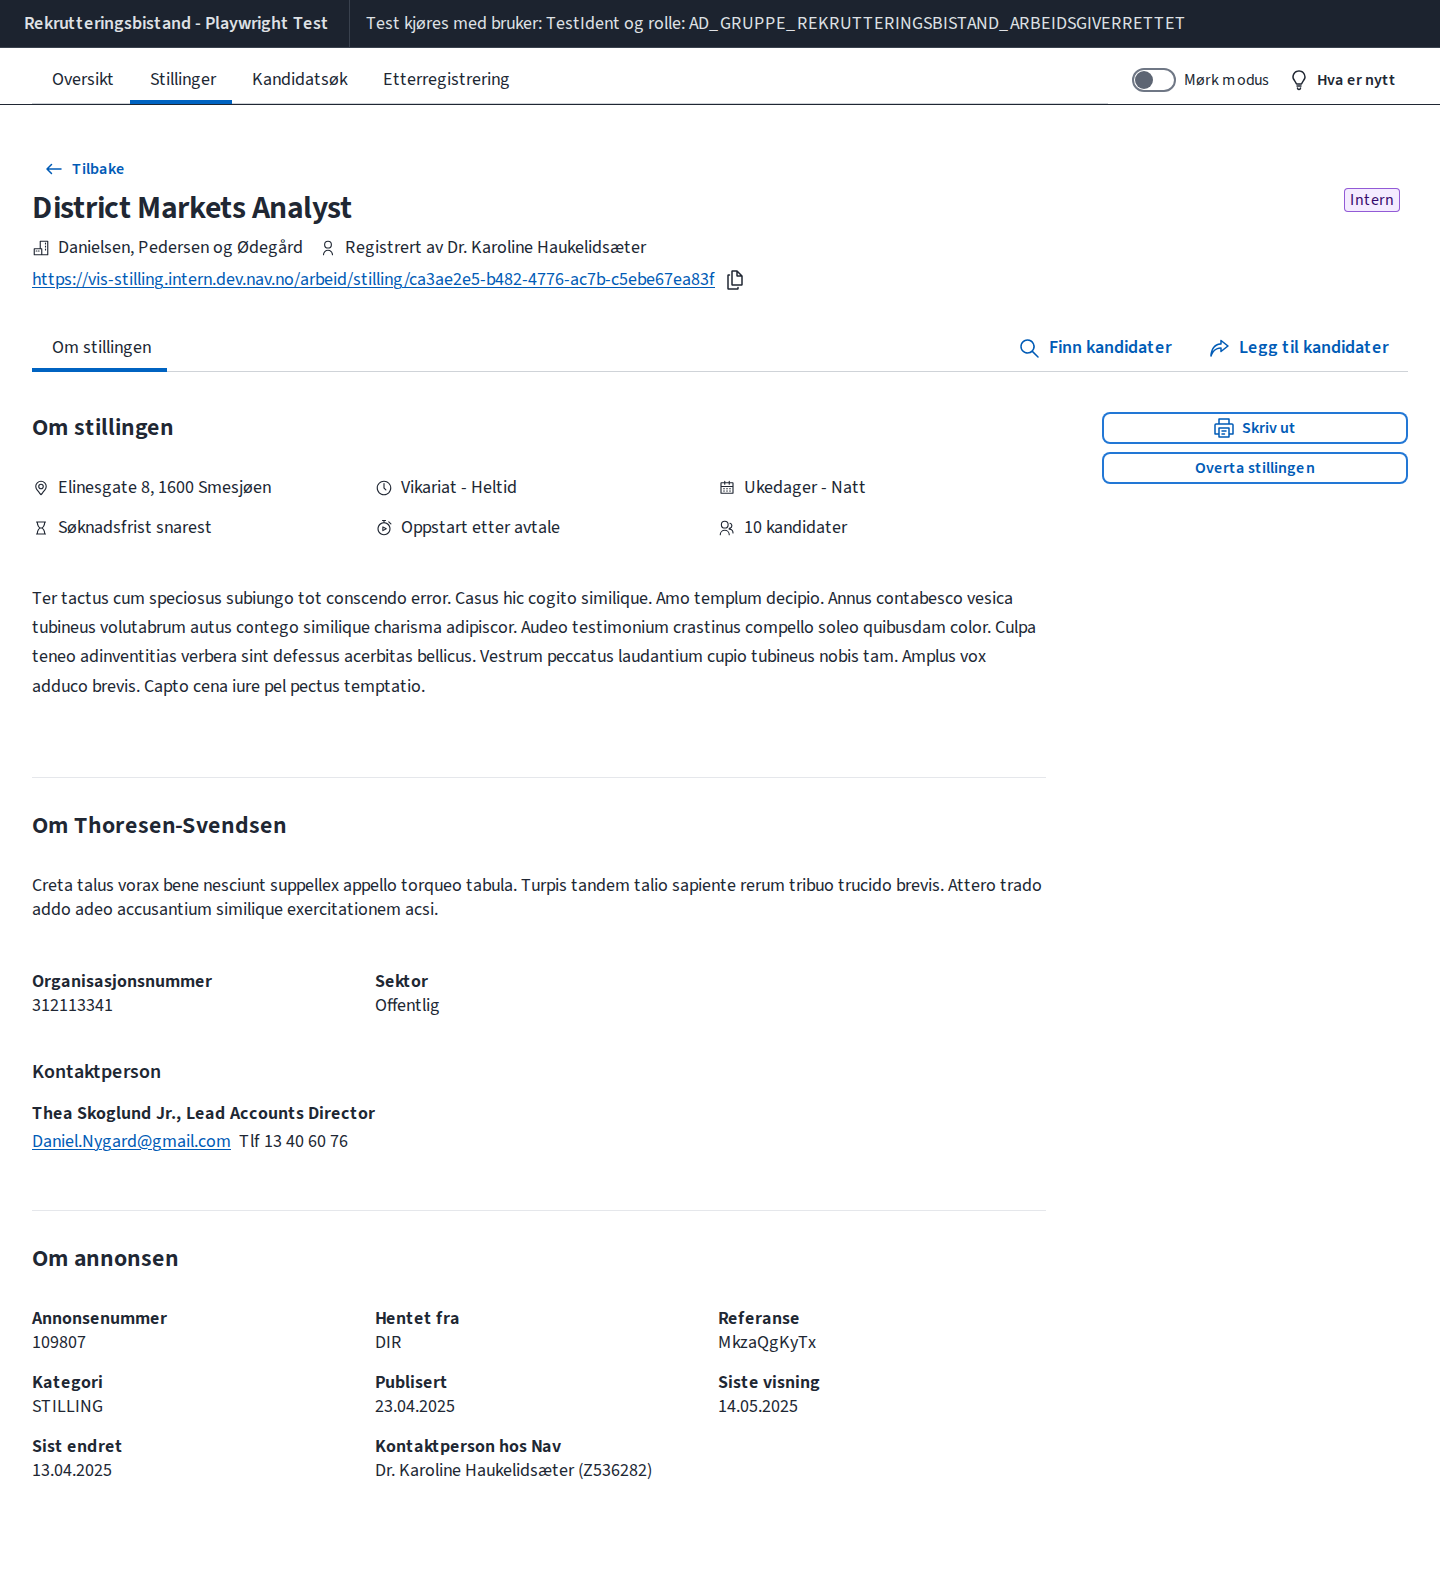 Rekrutteringsbistand - Playwright Test
Test kjøres med bruker: TestIdent og rolle: AD_GRUPPE_REKRUTTERINGSBISTAND_ARBEIDSGIVERRETTET
Oversikt
Stillinger
Kandidatsøk
Etterregistrering
Mørk modus
Hva er nytt
Tilbake
District Markets Analyst
Intern
Danielsen, Pedersen og Ødegård
Registrert av Dr. Karoline Haukelidsæter
https://vis-stilling.intern.dev.nav.no/arbeid/stilling/ca3ae2e5-b482-4776-ac7b-c5ebe67ea83f
Om stillingen
Finn kandidater
Legg til kandidater
Om stillingen
Skriv ut
Overta stillingen
Elinesgate 8, 1600 Smesjøen
Vikariat - Heltid
Ukedager - Natt
Søknadsfrist snarest
Oppstart etter avtale
10 kandidater
Ter tactus cum speciosus subiungo tot conscendo error. Casus hic cogito similique. Amo templum decipio. Annus contabesco vesica
tubineus volutabrum autus contego similique charisma adipiscor. Audeo testimonium crastinus compello soleo quibusdam color. Culpa
teneo adinventitias verbera sint defessus acerbitas bellicus. Vestrum peccatus laudantium cupio tubineus nobis tam. Amplus vox
adduco brevis. Capto cena iure pel pectus temptatio.
Om Thoresen-Svendsen
Creta talus vorax bene nesciunt suppellex appello torqueo tabula. Turpis tandem talio sapiente rerum tribuo trucido brevis. Attero trado
addo adeo accusantium similique exercitationem acsi.
Organisasjonsnummer
312113341
Sektor
Offentlig
Kontaktperson
Thea Skoglund Jr., Lead Accounts Director
Daniel.Nygard@gmail.com Tlf 13 40 60 76
Om annonsen
Annonsenummer
109807
Hentet fra
DIR
Referanse
MkzaQgKyTx
Kategori
STILLING
Publisert
23.04.2025
Siste visning
14.05.2025
Sist endret
13.04.2025
Kontaktperson hos Nav
Dr. Karoline Haukelidsæter (Z536282)